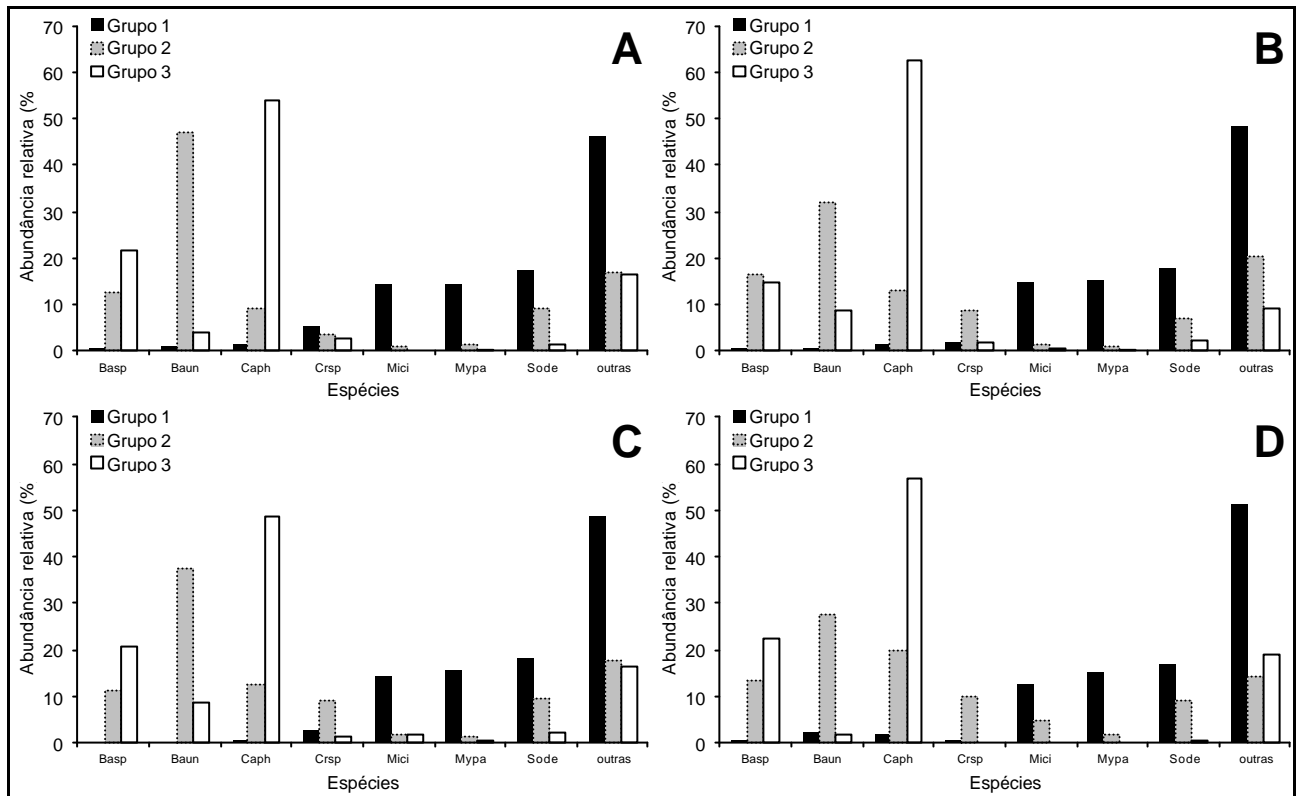 Grupo 1
Grupo 2
Grupo 3
A
Abundância relativa (%
70
60
50
40
30
20
10
0
Basp Baun Caph Crsp Mici Mypa Sode outras
Espécies
Grupo 1
Grupo 2
Grupo 3
B
Abundância relativa (%
70
60
50
40
30
20
10
0
Basp Baun Caph Crsp Mici Mypa Sode outras
Espécies
Grupo 1
Grupo 2
Grupo 3
C
Abundância relativa (%
70
60
50
40
30
20
10
0
Basp Baun Caph Crsp Mici Mypa Sode outras
Espécies
Grupo 1
Grupo 2
Grupo 3
D
Abundância relativa (%
70
60
50
40
30
20
10
0
Basp Baun Caph Crsp Mici Mypa Sode outras
Espécies